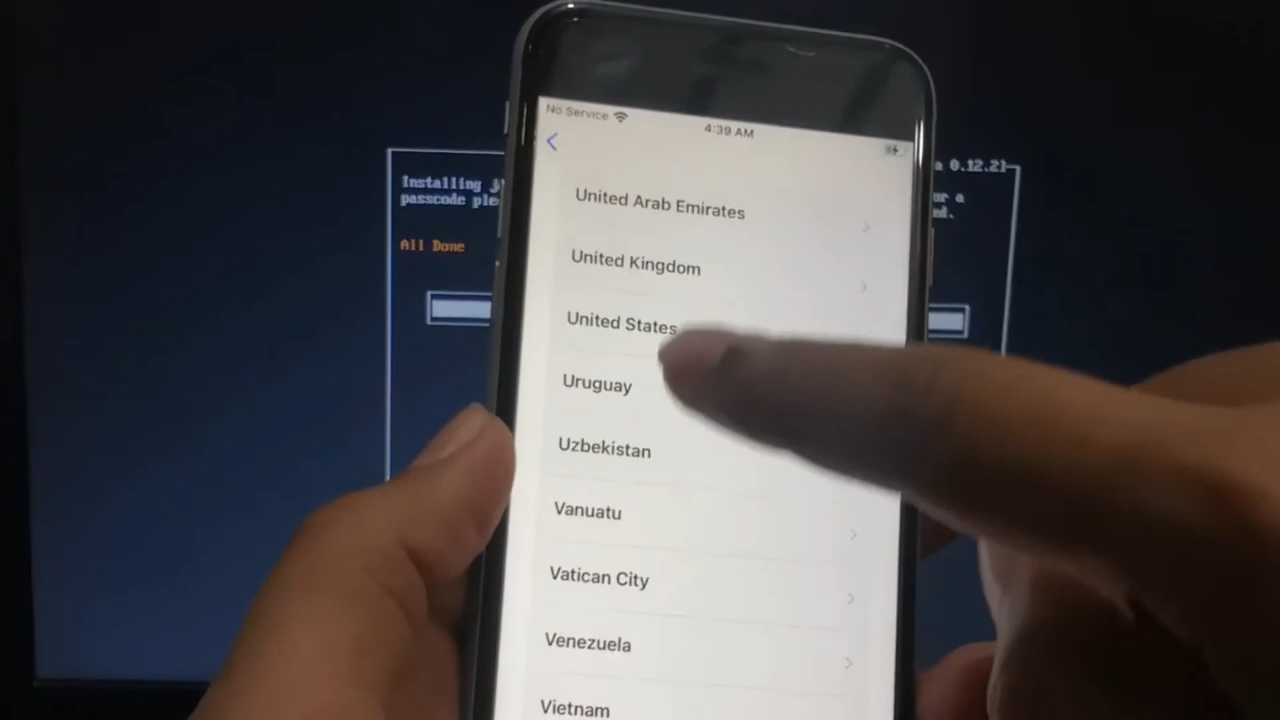 No Service
4:39 AM
United Arab Emirates
United Kingdom
United States
Uruguay
Uzbekistan
Vanuatu
Vatican City
Venezuela
Vietnam
Installing
passcode
All Done
0.12.2]